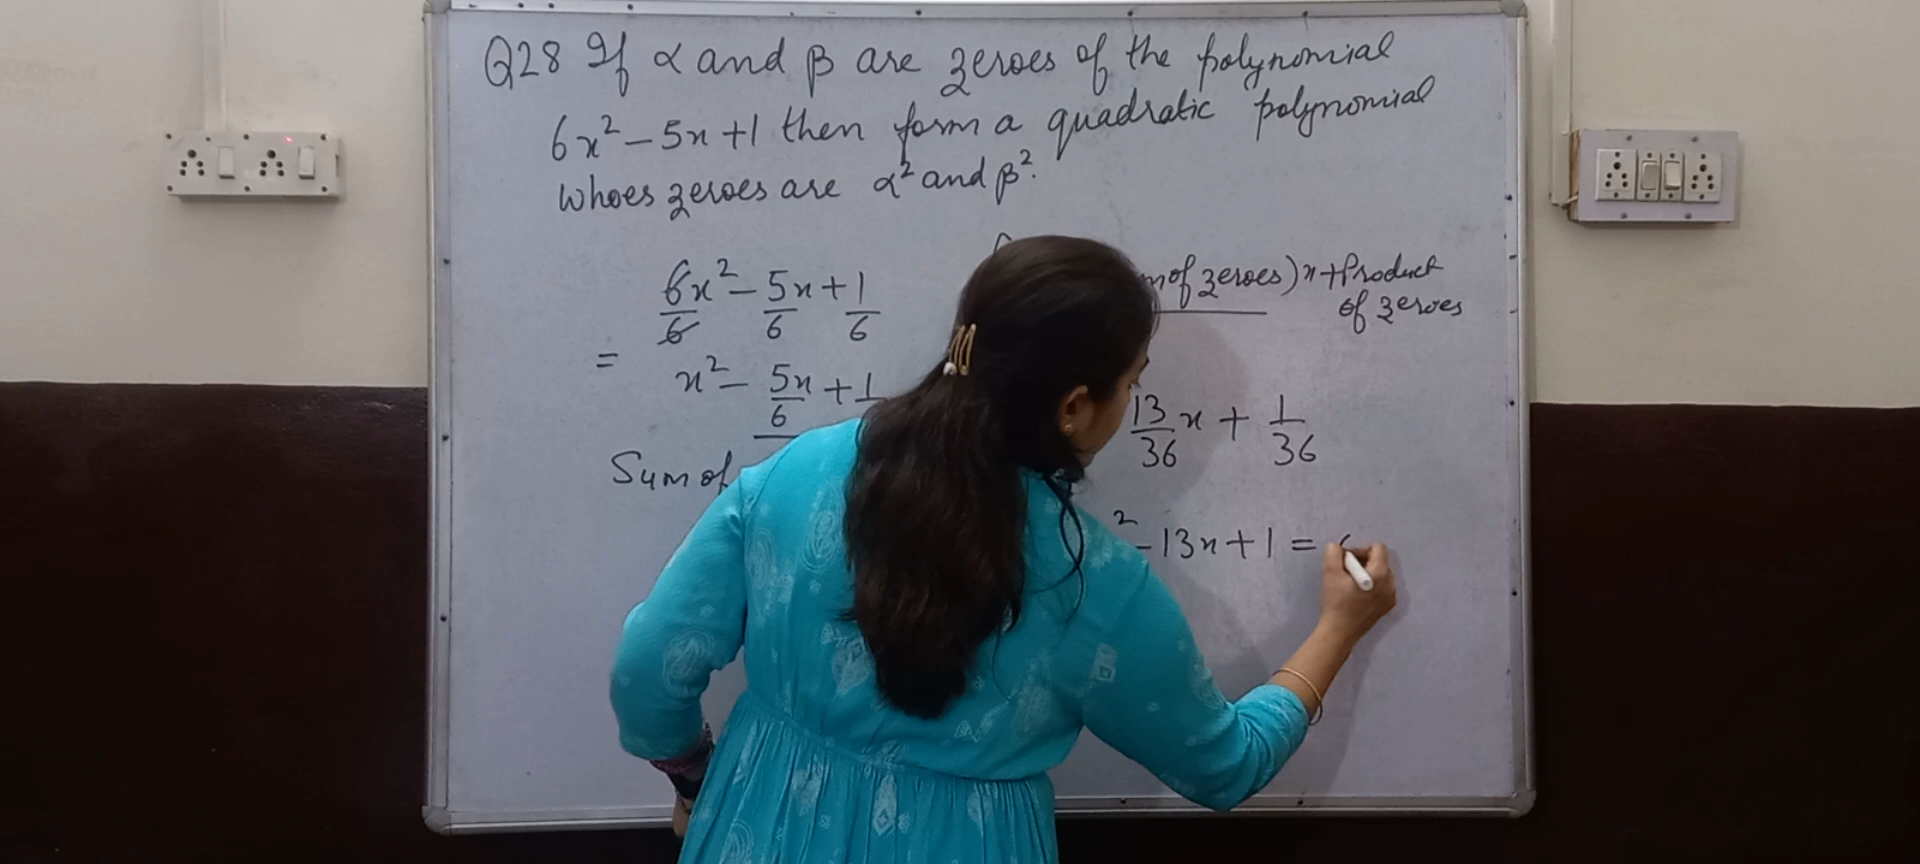 Q28 If α and β are zeroes of the polynomial
6x² - 5x + 1 then form a quadratic polynomial
whoes zeroes are α² and β².
6x²/6 - 5x/6 + 1/6
= x² - 5x/6 + 1
Sum of
of zeroes) x + Product
of zeroes
13/36 x + 1/36
² - 13x + 1 =